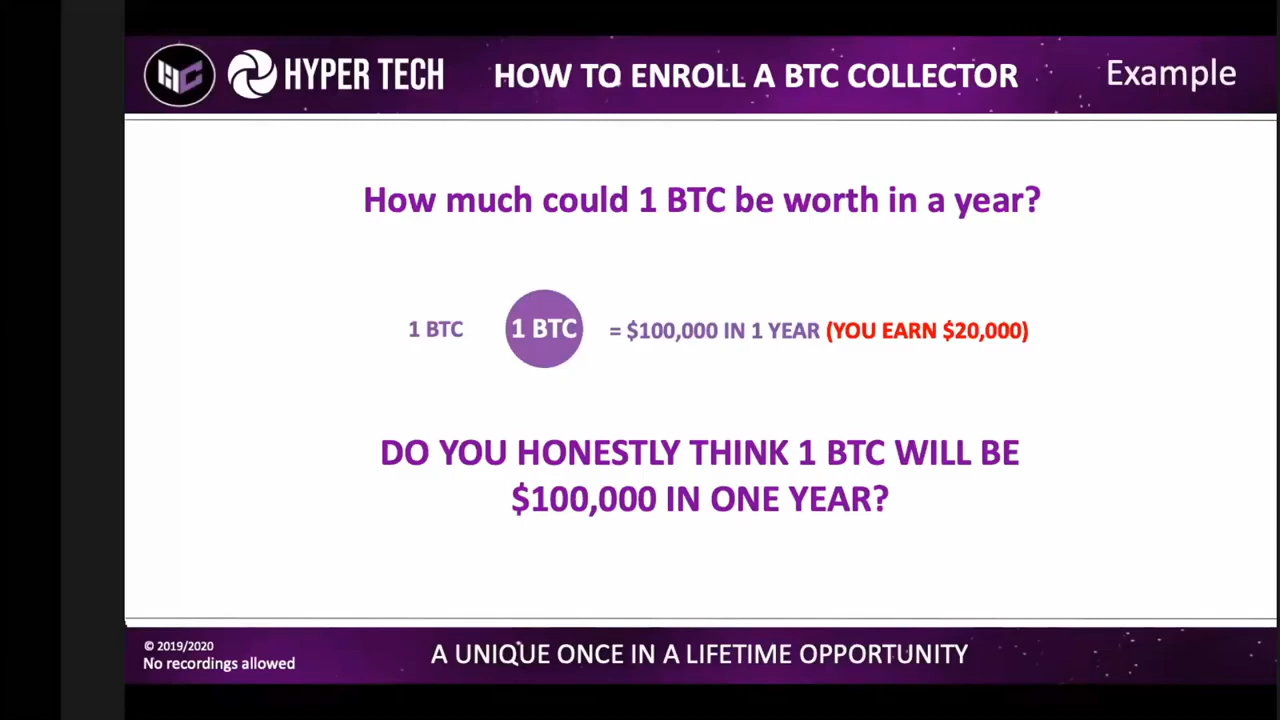 HC HYPER TECH HOW TO ENROLL A BTC COLLECTOR Example
How much could 1 BTC be worth in a year?
1 BTC 1 BTC = $100,000 IN 1 YEAR (YOU EARN $20,000)
DO YOU HONESTLY THINK 1 BTC WILL BE
$100,000 IN ONE YEAR?
© 2019/2020
No recordings allowed
A UNIQUE ONCE IN A LIFETIME OPPORTUNITY